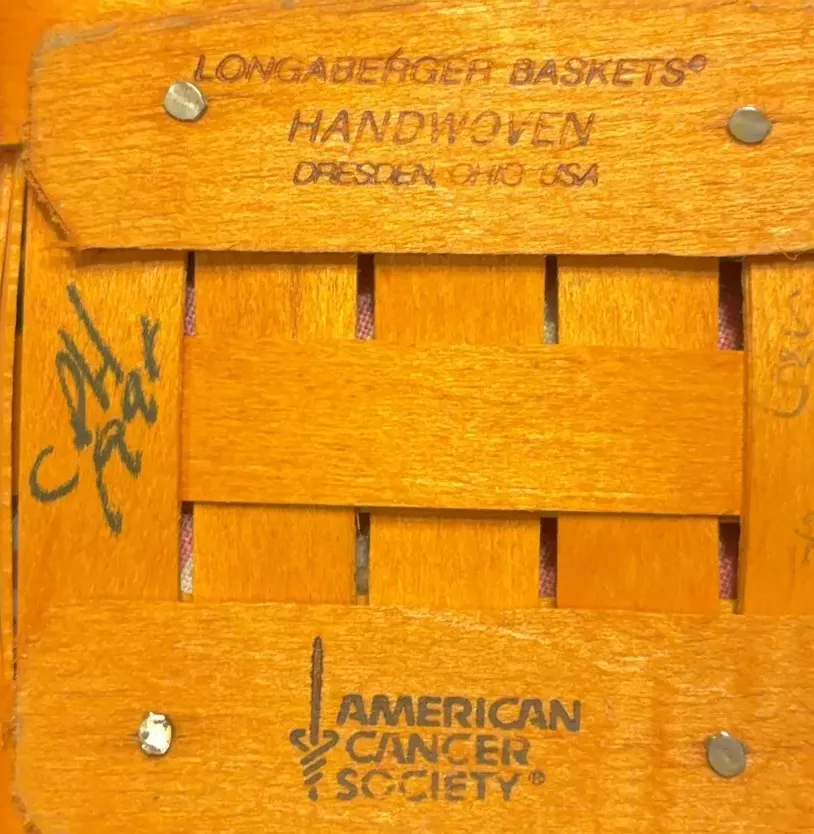 LONGABERGER BASKETS®
HANDWOVEN
DRESDEN, OHIO USA
AMERICAN
CANCER
SOCIETY®